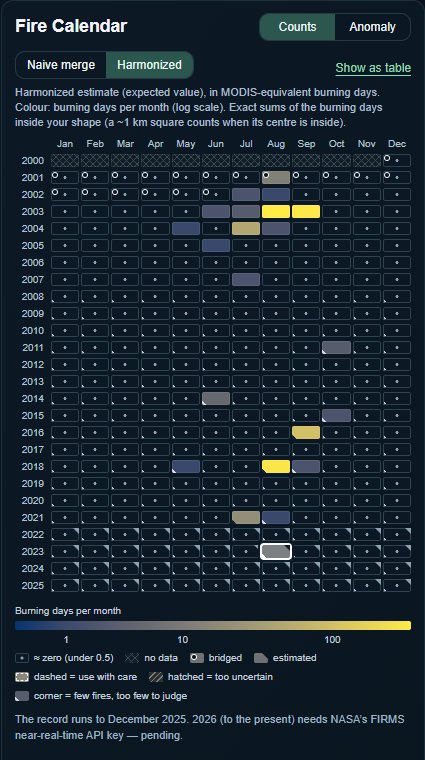 Fire Calendar
Counts Anomaly
Naive merge Harmonized
Show as table
Harmonized estimate (expected value), in MODIS-equivalent burning days.
Colour: burning days per month (log scale). Exact sums of the burning days
inside your shape (a ~1 km square counts when its centre is inside).
Jan Feb Mar Apr May Jun Jul Aug Sep Oct Nov Dec
2000
2001
2002
2003
2004
2005
2006
2007
2008
2009
2010
2011
2012
2013
2014
2015
2016
2017
2018
2019
2020
2021
2022
2023
2024
2025
Burning days per month
1 10 100
≈ zero (under 0.5) no data bridged estimated
dashed = use with care hatched = too uncertain
corner = few fires, too few to judge
The record runs to December 2025. 2026 (to the present) needs NASA's FIRMS
near-real-time API key — pending.